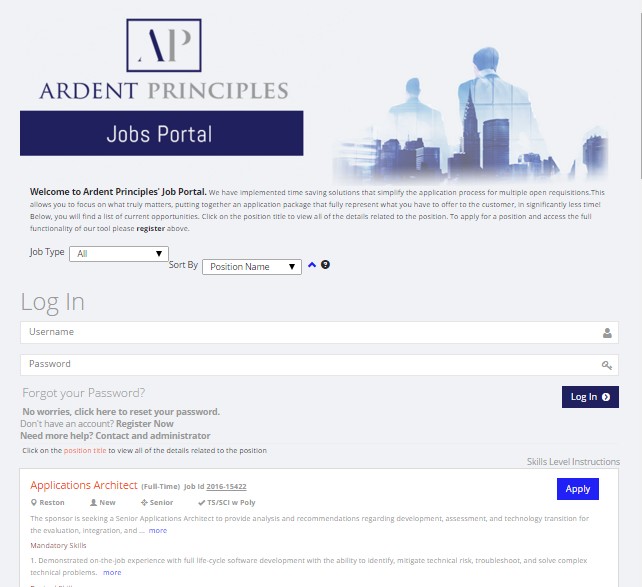 AP
ARDENT PRINCIPLES
Jobs Portal
Welcome to Ardent Principles' Job Portal. We have implemented time saving solutions that simplify the application process for multiple open requisitions.This
allows you to focus on what truly matters, putting together an application package that fully represent what you have to offer to the customer, in significantly less time!
Below, you will find a list of current opportunities. Click on the position title to view all of the details related to the position. To apply for a position and access the full
functionality of our tool please register above.
Job Type All
Sort By Position Name
Log In
Username
Password
Forgot your Password?
Log In
No worries, click here to reset your password.
Don't have an account? Register Now
Need more help? Contact and administrator
Click on the position title to view all of the details related to the position
Skills Level Instructions
Applications Architect (Full-Time) Job Id 2016-15422
Apply
Reston New Senior TS/SCI w Poly
The sponsor is seeking a Senior Applications Architect to provide analysis and recommendations regarding development, assessment, and technology transition for
the evaluation, integration, and ... more
Mandatory Skills
1. Demonstrated on-the-job experience with full life-cycle software development with the ability to identify, mitigate technical risk, troubleshoot, and solve complex
technical problems. more